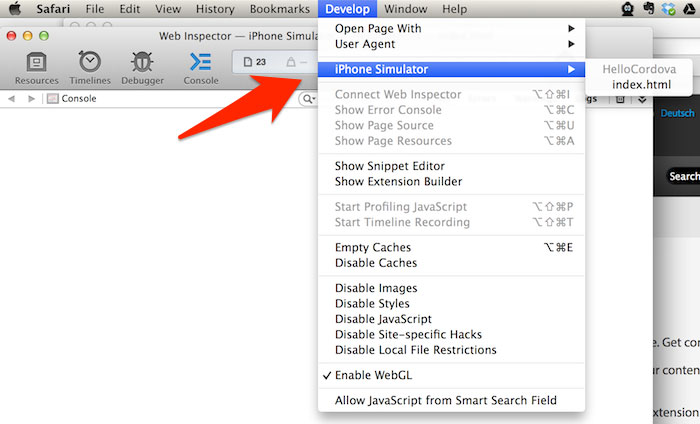 Safari File Edit View History Bookmarks Develop Window Help
Web Inspector — iPhone Simula
Resources Timelines Debugger Console
23
Console
Open Page With
User Agent
iPhone Simulator
HelloCordova
index.html
Connect Web Inspector ⌥⇧⌘I
Show Error Console ⌥⌘C
Show Page Source ⌥⌘U
Show Page Resources ⌥⌘A
Show Snippet Editor
Show Extension Builder
Start Profiling JavaScript ⌥⇧⌘P
Start Timeline Recording ⌥⇧⌘T
Empty Caches ⌥⌘E
Disable Caches
Disable Images
Disable Styles
Disable JavaScript
Disable Site-specific Hacks
Disable Local File Restrictions
✓ Enable WebGL
Allow JavaScript from Smart Search Field
Deutsch
Search
e. Get co
ur conten
xtension